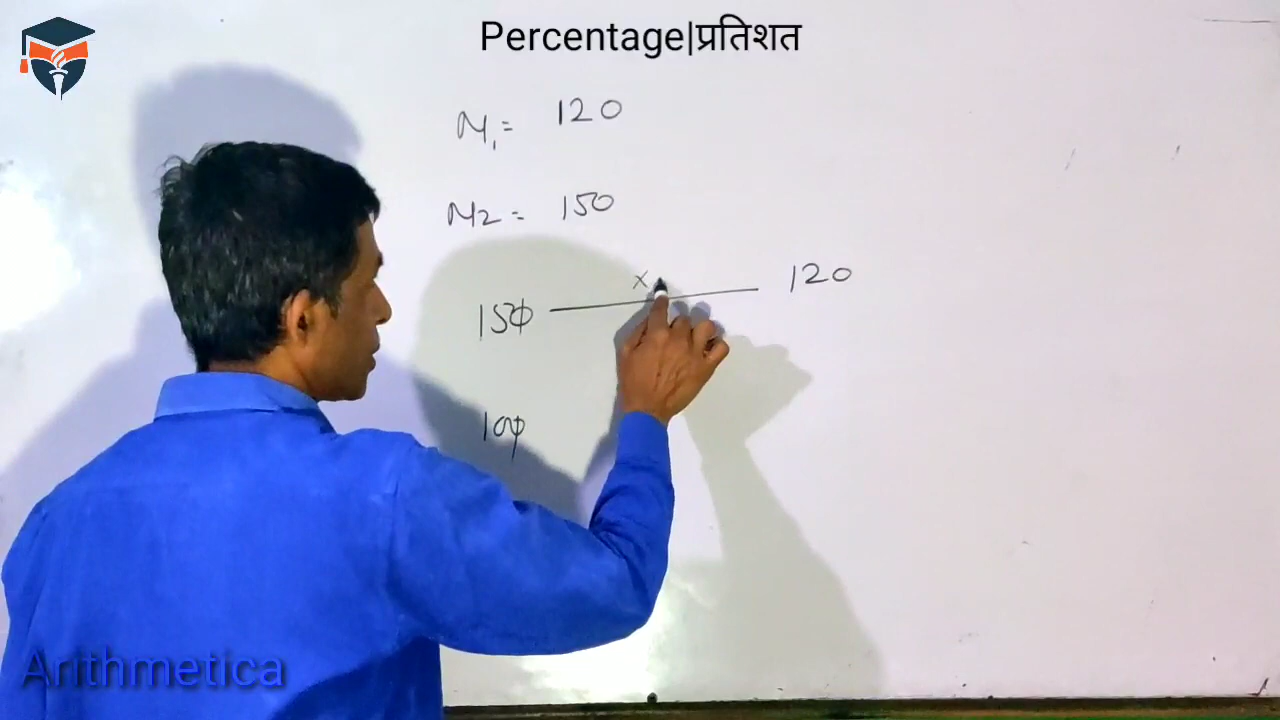 Percentage|प्रतिशत
N₁ = 120
N2 = 150
x
150 120
100
Arithmetica